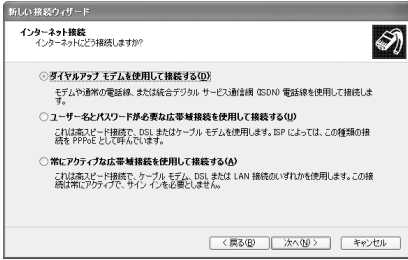 新しい接続ウィザード
インターネット接続
インターネットにどう接続しますか?
ダイヤルアップ モデムを使用して接続する(D)
モデムや通常の電話線、または統合デジタル サービス通信網 (ISDN) 電話線を使用して接続しま
す。
ユーザー名とパスワードが必要な広帯域接続を使用して接続する(U)
これは高スピード接続で、DSL またはケーブル モデムを使用します。ISP によっては、この種類の接
続を PPPoE として呼んでいます。
常にアクティブな広帯域接続を使用して接続する(A)
これは高スピード接続で、ケーブル モデム、DSL または LAN 接続のいずれかを使用します。この接
続は常にアクティブで、サイン インを必要としません。
< 戻る(B)
次へ(N) >
キャンセル